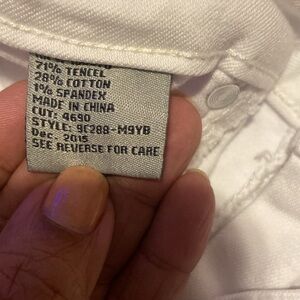 71% TENCEL
28% COTTON
1% SPANDEX
MADE IN CHINA
CUT: 4690
STYLE: 9C288-M9YB
Dec. 2015
SEE REVERSE FOR CARE